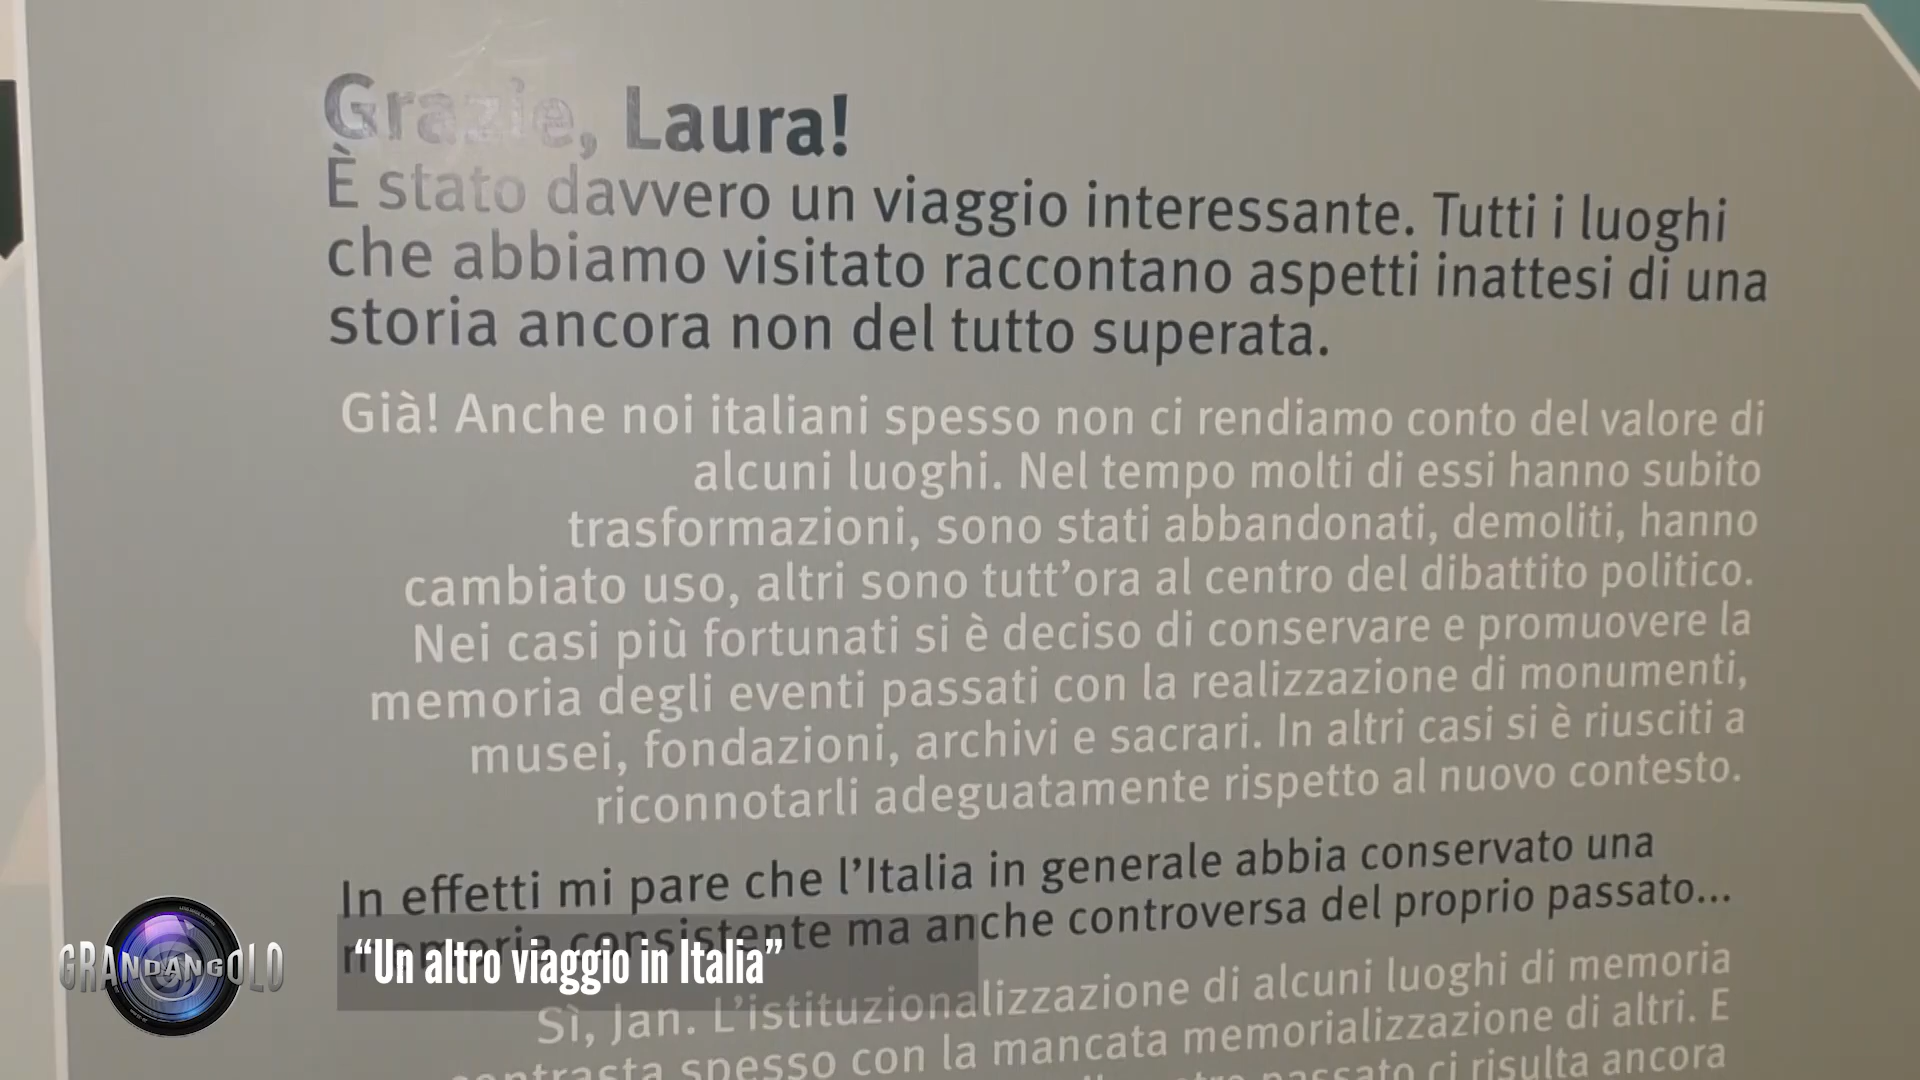 Grazie, Laura!
È stato davvero un viaggio interessante. Tutti i luoghi
che abbiamo visitato raccontano aspetti inattesi di una
storia ancora non del tutto superata.
Già! Anche noi italiani spesso non ci rendiamo conto del valore di
alcuni luoghi. Nel tempo molti di essi hanno subito
trasformazioni, sono stati abbandonati, demoliti, hanno
cambiato uso, altri sono tutt’ora al centro del dibattito politico.
Nei casi più fortunati si è deciso di conservare e promuovere la
memoria degli eventi passati con la realizzazione di monumenti,
musei, fondazioni, archivi e sacrari. In altri casi si è riusciti a
riconnotarli adeguatamente rispetto al nuovo contesto.
In effetti mi pare che l’Italia in generale abbia conservato una
memoria consistente ma anche controversa del proprio passato...
Sì, Jan. L’istituzionalizzazione di alcuni luoghi di memoria
contrasta spesso con la mancata memorializzazione di altri. E
passato ci risulta ancora
GRANDANGOLO
“Un altro viaggio in Italia”